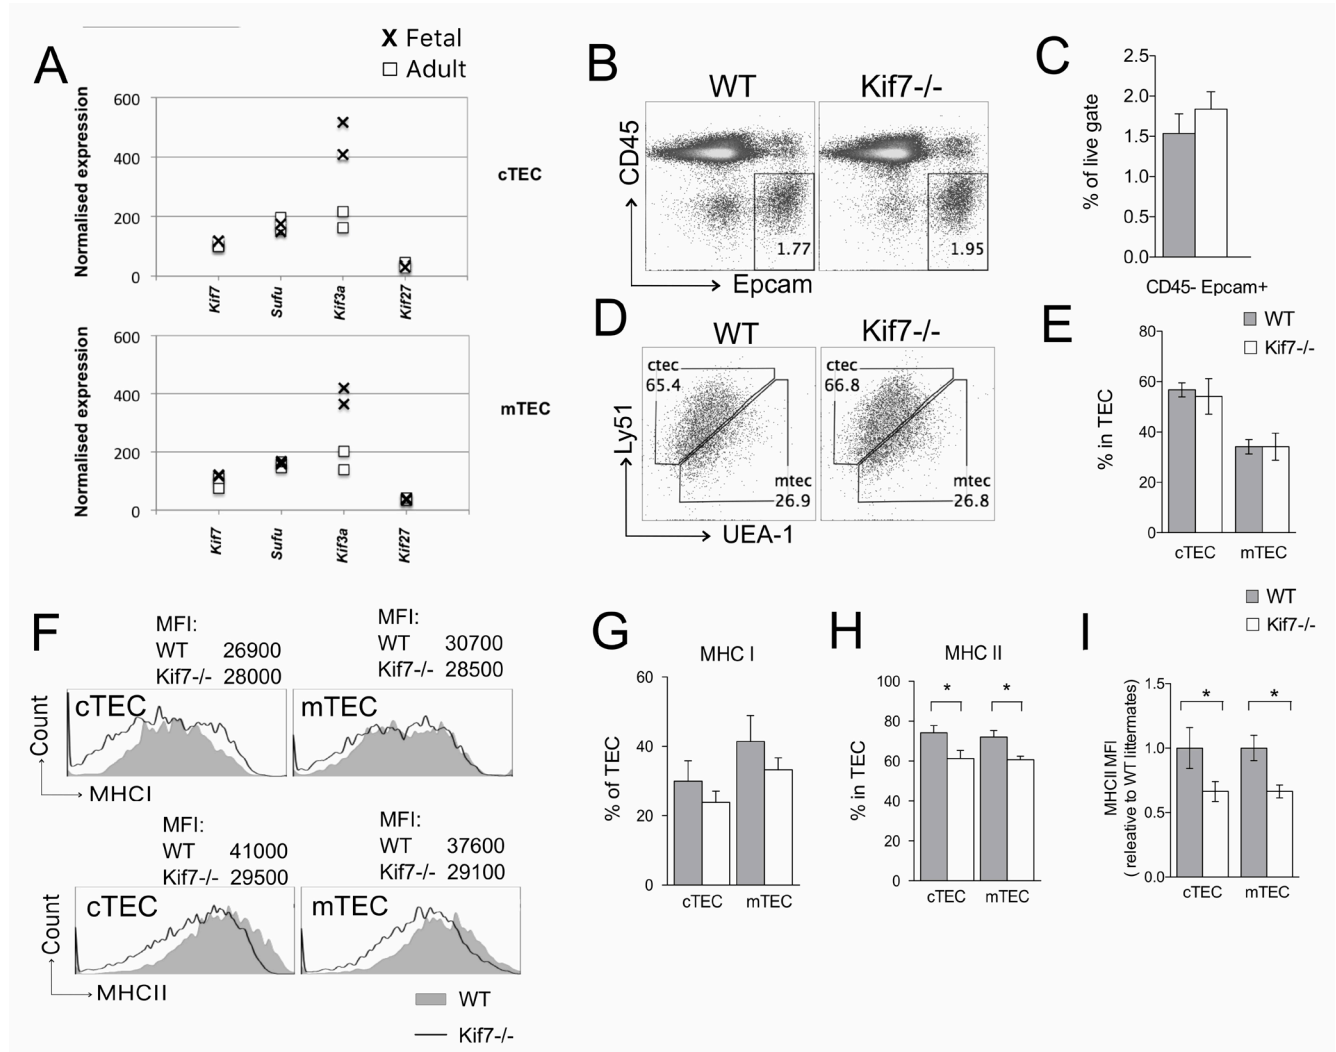 A
X Fetal
Adult
Normalised expression
600
400
200
0
Kif7
Sufu
Kif3a
Kif27
cTEC
Normalised expression
600
400
200
0
Kif7
Sufu
Kif3a
Kif27
mTEC
B
WT
Kif7-/-
CD45
1.77
1.95
Epcam
C
% of live gate
2.5
2.0
1.5
1.0
0.5
0.0
CD45- Epcam+
D
WT
Kif7-/-
Ly51
ctec
65.4
mtec
26.9
ctec
66.8
mtec
26.8
UEA-1
E
WT
Kif7-/-
% in TEC
80
60
40
20
0
cTEC
mTEC
F
MFI:
WT 26900
Kif7-/- 28000
MFI:
WT 30700
Kif7-/- 28500
Count
cTEC
mTEC
MHCI
MFI:
WT 41000
Kif7-/- 29500
MFI:
WT 37600
Kif7-/- 29100
Count
cTEC
mTEC
MHCII
WT
Kif7-/-
G
MHC I
% of TEC
60
40
20
0
cTEC
mTEC
H
MHC II
% in TEC
100
80
60
40
20
0
* *
cTEC
mTEC
WT
Kif7-/-
I
MHCII MFI
( releative to WT littermates)
1.5
1.0
0.5
0.0
* *
cTEC
mTEC